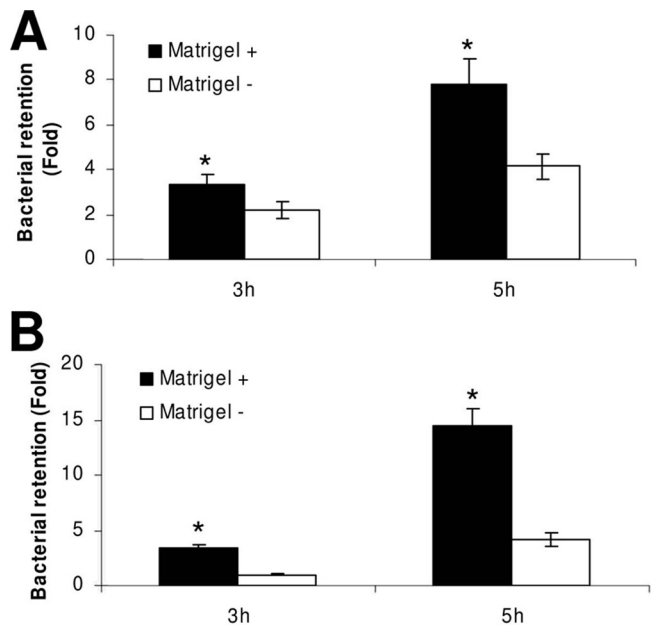 A
Bacterial retention
(Fold)
10
8
6
4
2
0
Matrigel +
Matrigel -
*
*
3h
5h
B
Bacterial retention (Fold)
20
15
10
5
0
Matrigel +
Matrigel -
*
*
3h
5h